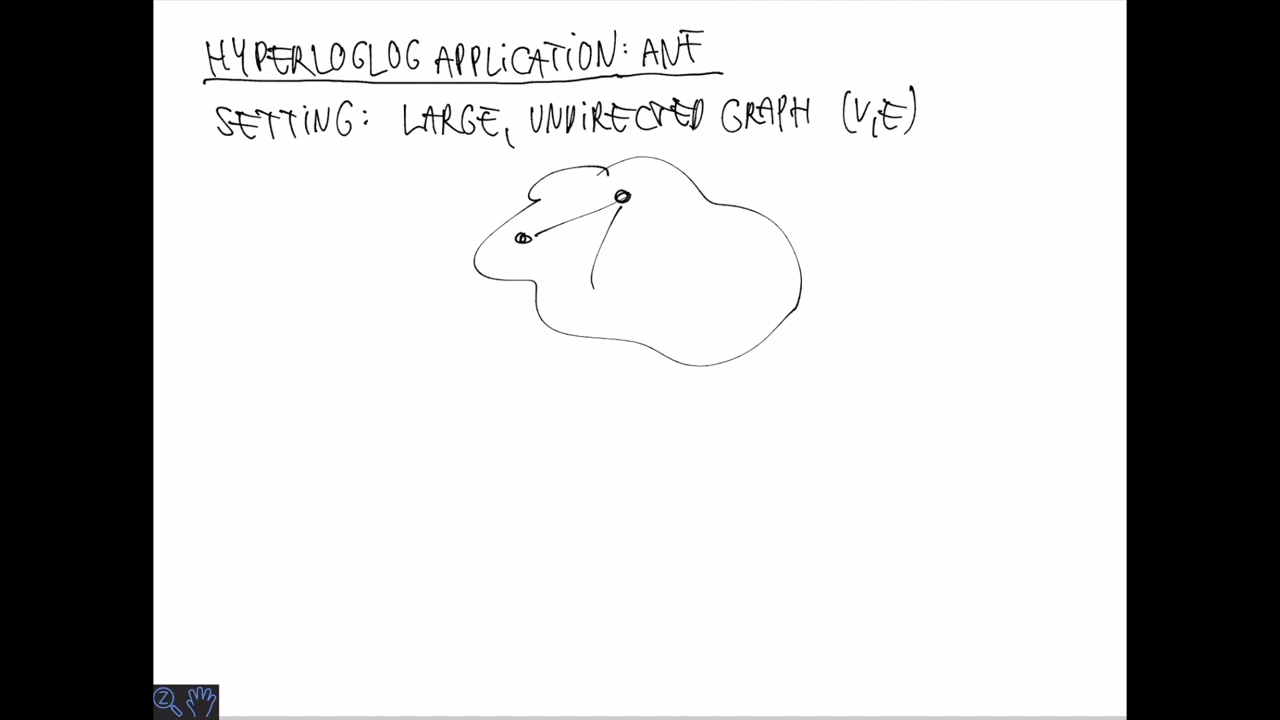 HYPERLOGLOG APPLiCATiON: ANF
SETTiNG: LARGE, UNDiRECTED GRAPH (V,E)
Z